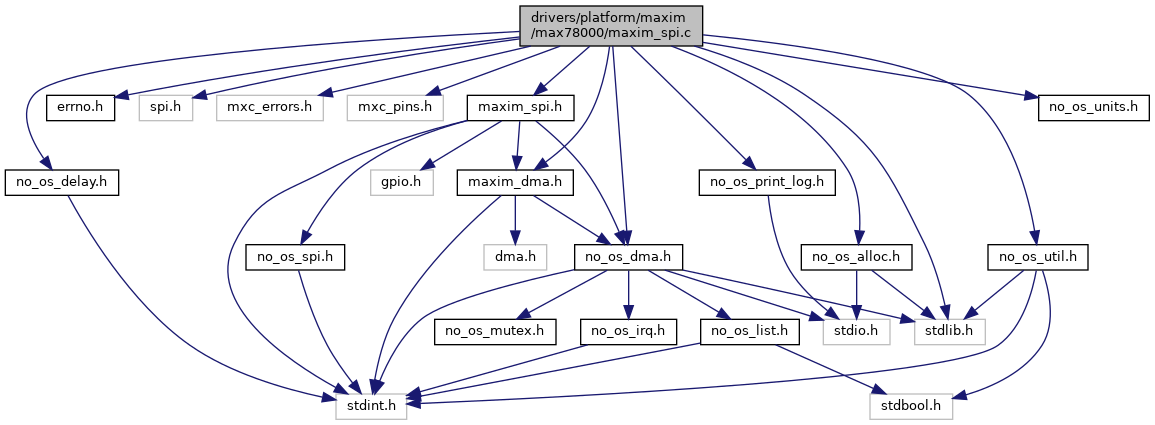 drivers/platform/maxim
/max78000/maxim_spi.c
errno.h
spi.h
mxc_errors.h
mxc_pins.h
maxim_spi.h
no_os_units.h
no_os_delay.h
gpio.h
maxim_dma.h
no_os_print_log.h
no_os_spi.h
dma.h
no_os_dma.h
no_os_alloc.h
no_os_util.h
no_os_mutex.h
no_os_irq.h
no_os_list.h
stdio.h
stdlib.h
stdint.h
stdbool.h